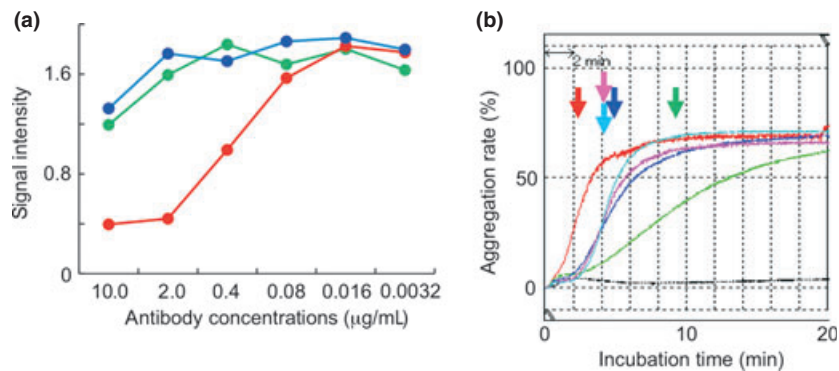 (a)
Signal intensity
1.6
0.8
0
10.0 2.0 0.4 0.08 0.016 0.0032
Antibody concentrations (μg/mL)
(b)
Aggregation rate (%)
100
50
0
2 min
0 10 20
Incubation time (min)